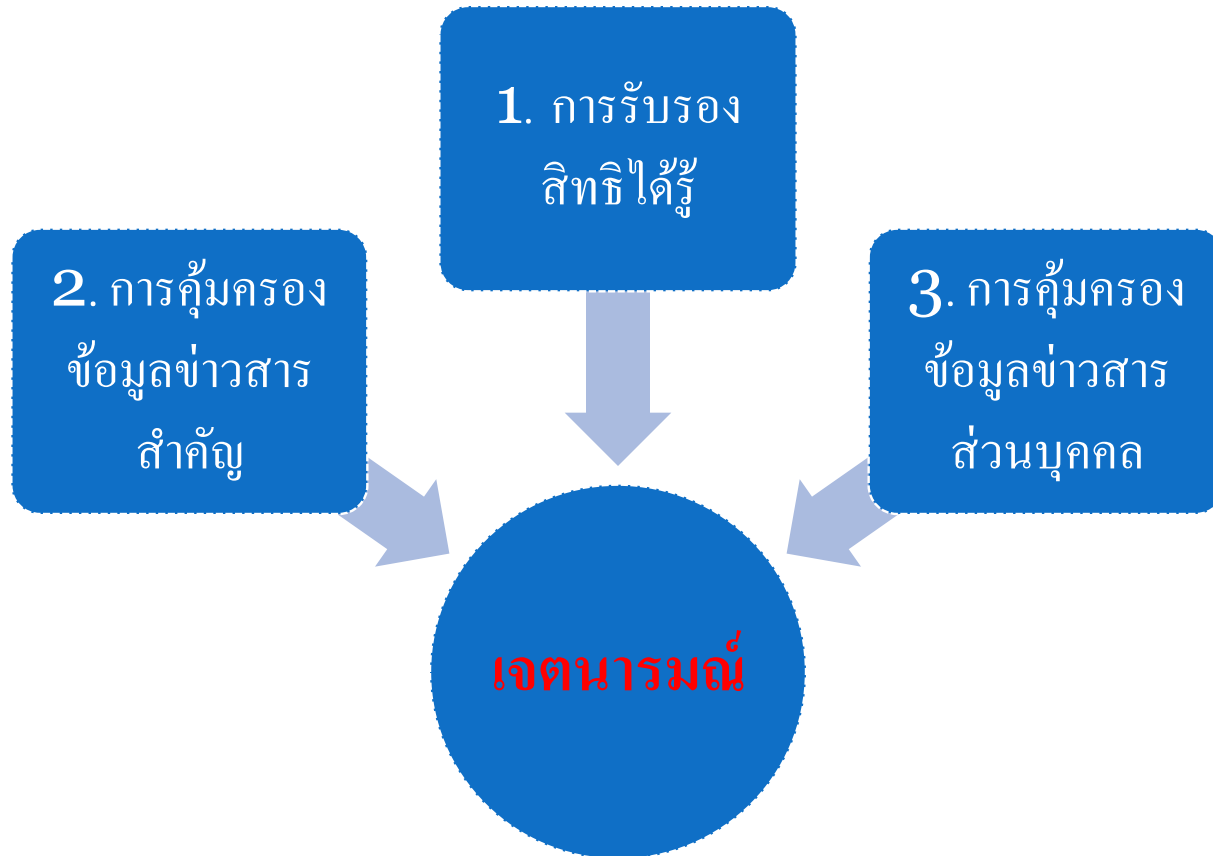 1. การรับรอง
สิทธิได้รู้
2. การคุ้มครอง
ข้อมูลข่าวสาร
สำคัญ
3. การคุ้มครอง
ข้อมูลข่าวสาร
ส่วนบุคคล
เจตนารมณ์